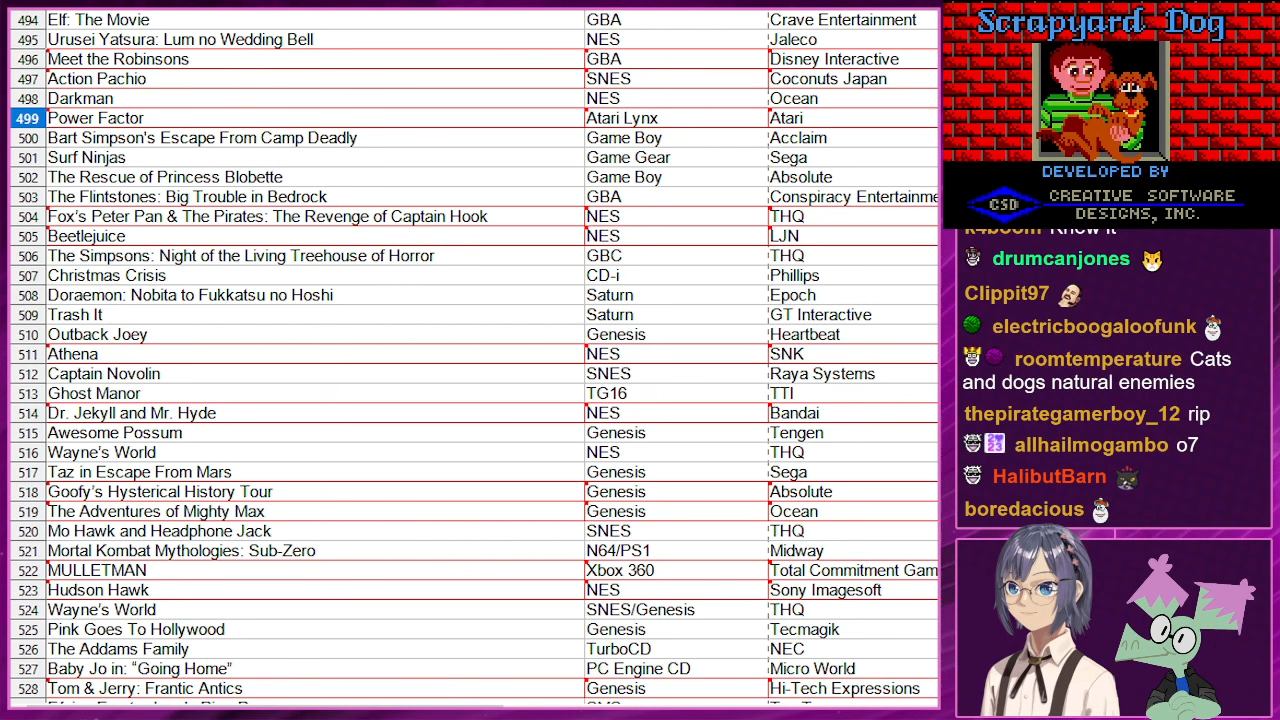 494 Elf: The Movie GBA Crave Entertainment
495 Urusei Yatsura: Lum no Wedding Bell NES Jaleco
496 Meet the Robinsons GBA Disney Interactive
497 Action Pachio SNES Coconuts Japan
498 Darkman NES Ocean
499 Power Factor Atari Lynx Atari
500 Bart Simpson's Escape From Camp Deadly Game Boy Acclaim
501 Surf Ninjas Game Gear Sega
502 The Rescue of Princess Blobette Game Boy Absolute
503 The Flintstones: Big Trouble in Bedrock GBA Conspiracy Entertainme
504 Fox's Peter Pan & The Pirates: The Revenge of Captain Hook NES THQ
505 Beetlejuice NES LJN
506 The Simpsons: Night of the Living Treehouse of Horror GBC THQ
507 Christmas Crisis CD-i Phillips
508 Doraemon: Nobita to Fukkatsu no Hoshi Saturn Epoch
509 Trash It Saturn GT Interactive
510 Outback Joey Genesis Heartbeat
511 Athena NES SNK
512 Captain Novolin SNES Raya Systems
513 Ghost Manor TG16 TTI
514 Dr. Jekyll and Mr. Hyde NES Bandai
515 Awesome Possum Genesis Tengen
516 Wayne's World NES THQ
517 Taz in Escape From Mars Genesis Sega
518 Goofy's Hysterical History Tour Genesis Absolute
519 The Adventures of Mighty Max Genesis Ocean
520 Mo Hawk and Headphone Jack SNES THQ
521 Mortal Kombat Mythologies: Sub-Zero N64/PS1 Midway
522 MULLETMAN Xbox 360 Total Commitment Gam
523 Hudson Hawk NES Sony Imagesoft
524 Wayne's World SNES/Genesis THQ
525 Pink Goes To Hollywood Genesis Tecmagik
526 The Addams Family TurboCD NEC
527 Baby Jo in: “Going Home” PC Engine CD Micro World
528 Tom & Jerry: Frantic Antics Genesis Hi-Tech Expressions
Scrapyard Dog
DEVELOPED BY
CSD CREATIVE SOFTWARE
DESIGNS, INC.
k4boom Knew it
drumcanjones
Clippit97
electricboogaloofunk
roomtemperature Cats
and dogs natural enemies
thepirategamerboy_12 rip
allhailmogambo o7
HalibutBarn
boredacious